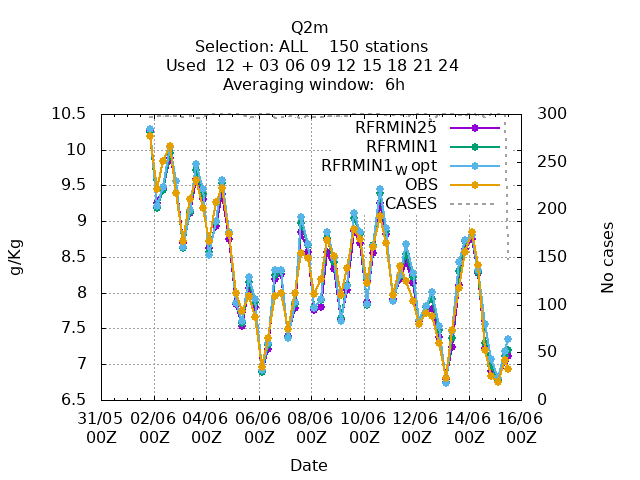 Q2m
Selection: ALL 150 stations
Used 12 + 03 06 09 12 15 18 21 24
Averaging window: 6h
10.5
10
9.5
9
8.5
8
7.5
7
6.5
g/Kg
300
250
200
150
100
50
0
No cases
RFRMIN25
RFRMIN1
RFRMIN1w opt
OBS
CASES
31/05 02/06 04/06 06/06 08/06 10/06 12/06 14/06 16/06
00Z 00Z 00Z 00Z 00Z 00Z 00Z 00Z 00Z
Date